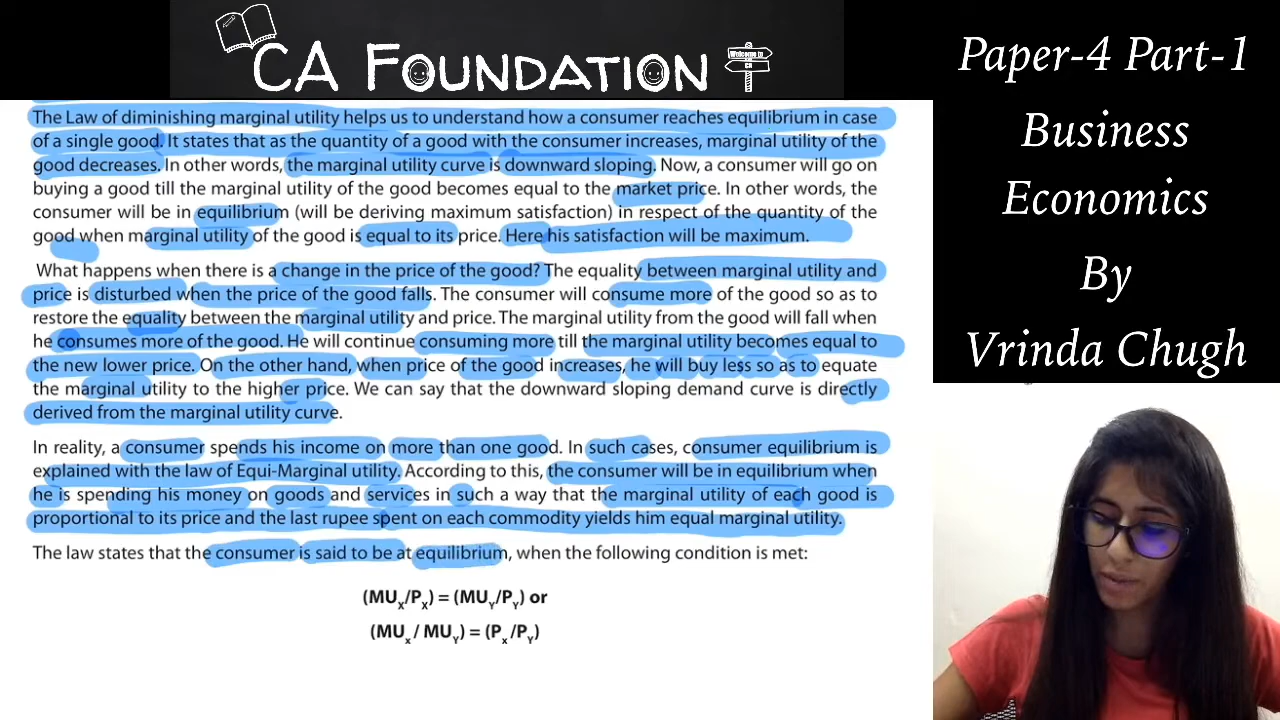 CA FOUNDATION
Welcome to
CA
Paper-4 Part-1
Business
Economics
By
Vrinda Chugh
The Law of diminishing marginal utility helps us to understand how a consumer reaches equilibrium in case
of a single good. It states that as the quantity of a good with the consumer increases, marginal utility of the
good decreases. In other words, the marginal utility curve is downward sloping. Now, a consumer will go on
buying a good till the marginal utility of the good becomes equal to the market price. In other words, the
consumer will be in equilibrium (will be deriving maximum satisfaction) in respect of the quantity of the
good when marginal utility of the good is equal to its price. Here his satisfaction will be maximum.
What happens when there is a change in the price of the good? The equality between marginal utility and
price is disturbed when the price of the good falls. The consumer will consume more of the good so as to
restore the equality between the marginal utility and price. The marginal utility from the good will fall when
he consumes more of the good. He will continue consuming more till the marginal utility becomes equal to
the new lower price. On the other hand, when price of the good increases, he will buy less so as to equate
the marginal utility to the higher price. We can say that the downward sloping demand curve is directly
derived from the marginal utility curve.
In reality, a consumer spends his income on more than one good. In such cases, consumer equilibrium is
explained with the law of Equi-Marginal utility. According to this, the consumer will be in equilibrium when
he is spending his money on goods and services in such a way that the marginal utility of each good is
proportional to its price and the last rupee spent on each commodity yields him equal marginal utility.
The law states that the consumer is said to be at equilibrium, when the following condition is met:
(MUX/PX) = (MUY/PY) or
(MUx / MUY) = (Px /PY)